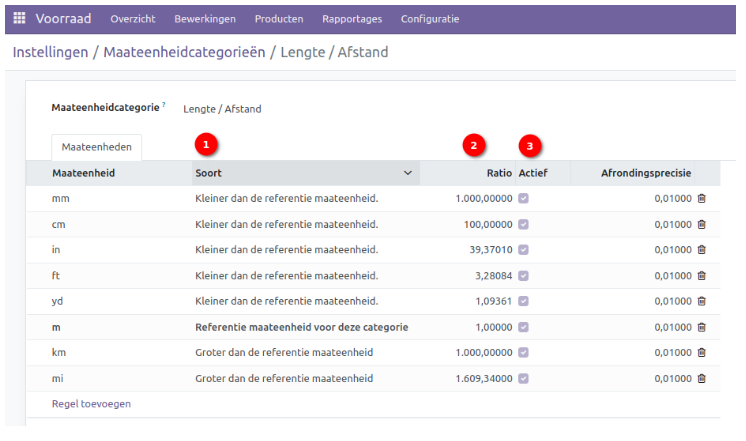 Voorraad Overzicht Bewerkingen Producten Rapportages Configuratie
Instellingen / Maateenheidcategorieën / Lengte / Afstand
Maateenheidcategorie ? Lengte / Afstand
Maateenheden 1 2 3
Maateenheid Soort Ratio Actief Afrondingsprecisie
mm Kleiner dan de referentie maateenheid. 1.000,00000 0,01000
cm Kleiner dan de referentie maateenheid. 100,00000 0,01000
in Kleiner dan de referentie maateenheid. 39,37010 0,01000
ft Kleiner dan de referentie maateenheid. 3,28084 0,01000
yd Kleiner dan de referentie maateenheid. 1,09361 0,01000
m Referentie maateenheid voor deze categorie 1,00000 0,01000
km Groter dan de referentie maateenheid 1.000,00000 0,01000
mi Groter dan de referentie maateenheid 1.609,34000 0,01000
Regel toevoegen